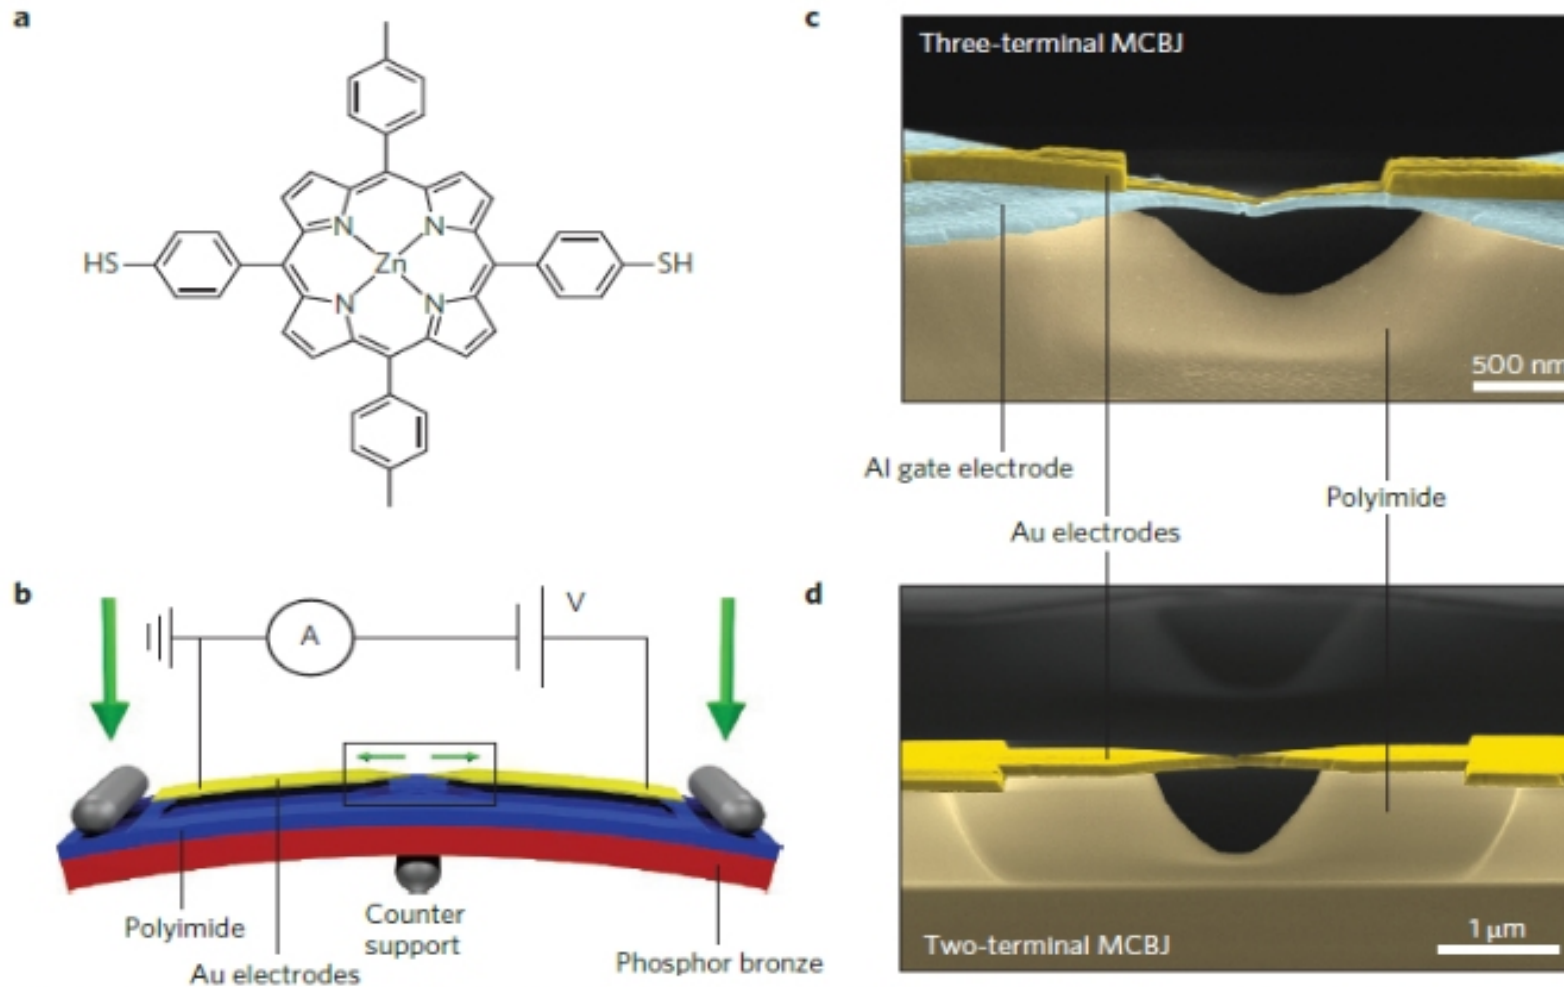 a
HS
N
N
Zn
N
N
SH
b
A
V
Polyimide
Au electrodes
Counter
support
Phosphor bronze
c
Three-terminal MCBJ
500 nm
Al gate electrode
Polyimide
Au electrodes
d
Two-terminal MCBJ
1 µm